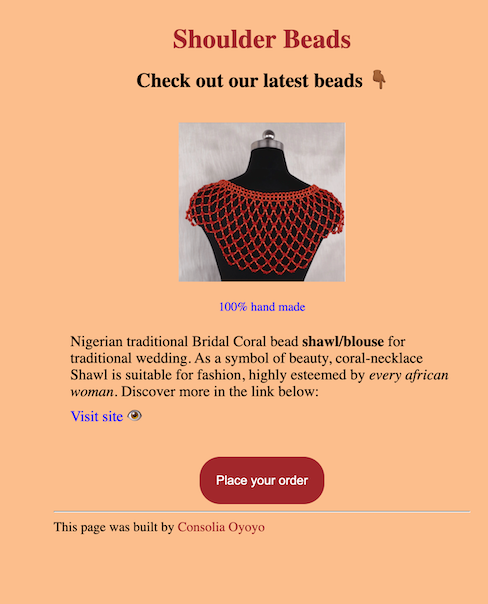 Shoulder Beads
Check out our latest beads 👇🏾
100% hand made
Nigerian traditional Bridal Coral bead shawl/blouse for
traditional wedding. As a symbol of beauty, coral-necklace
Shawl is suitable for fashion, highly esteemed by every african
woman. Discover more in the link below:
Visit site 👁️
Place your order
This page was built by Consolia Oyoyo